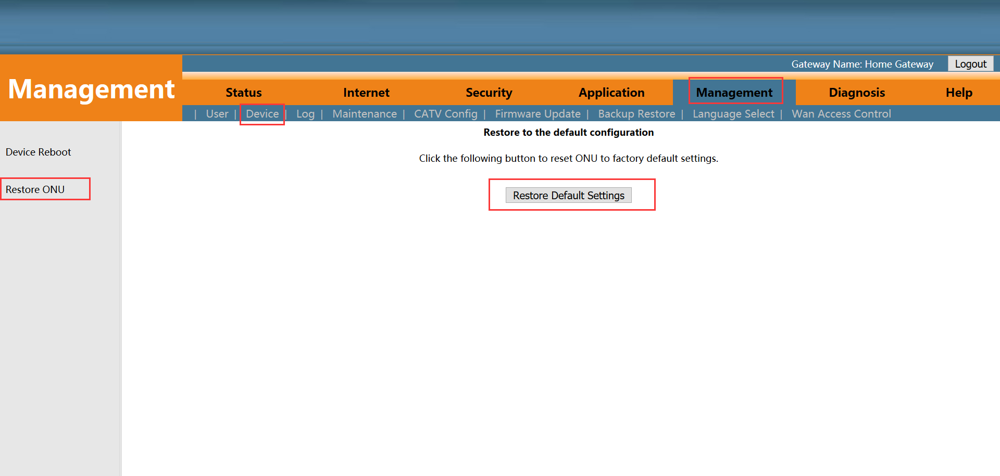 Gateway Name: Home Gateway Logout
Management
Status Internet Security Application Management Diagnosis Help
| User | Device | Log | Maintenance | CATV Config | Firmware Update | Backup Restore | Language Select | Wan Access Control
Restore to the default configuration
Device Reboot
Click the following button to reset ONU to factory default settings.
Restore ONU
Restore Default Settings